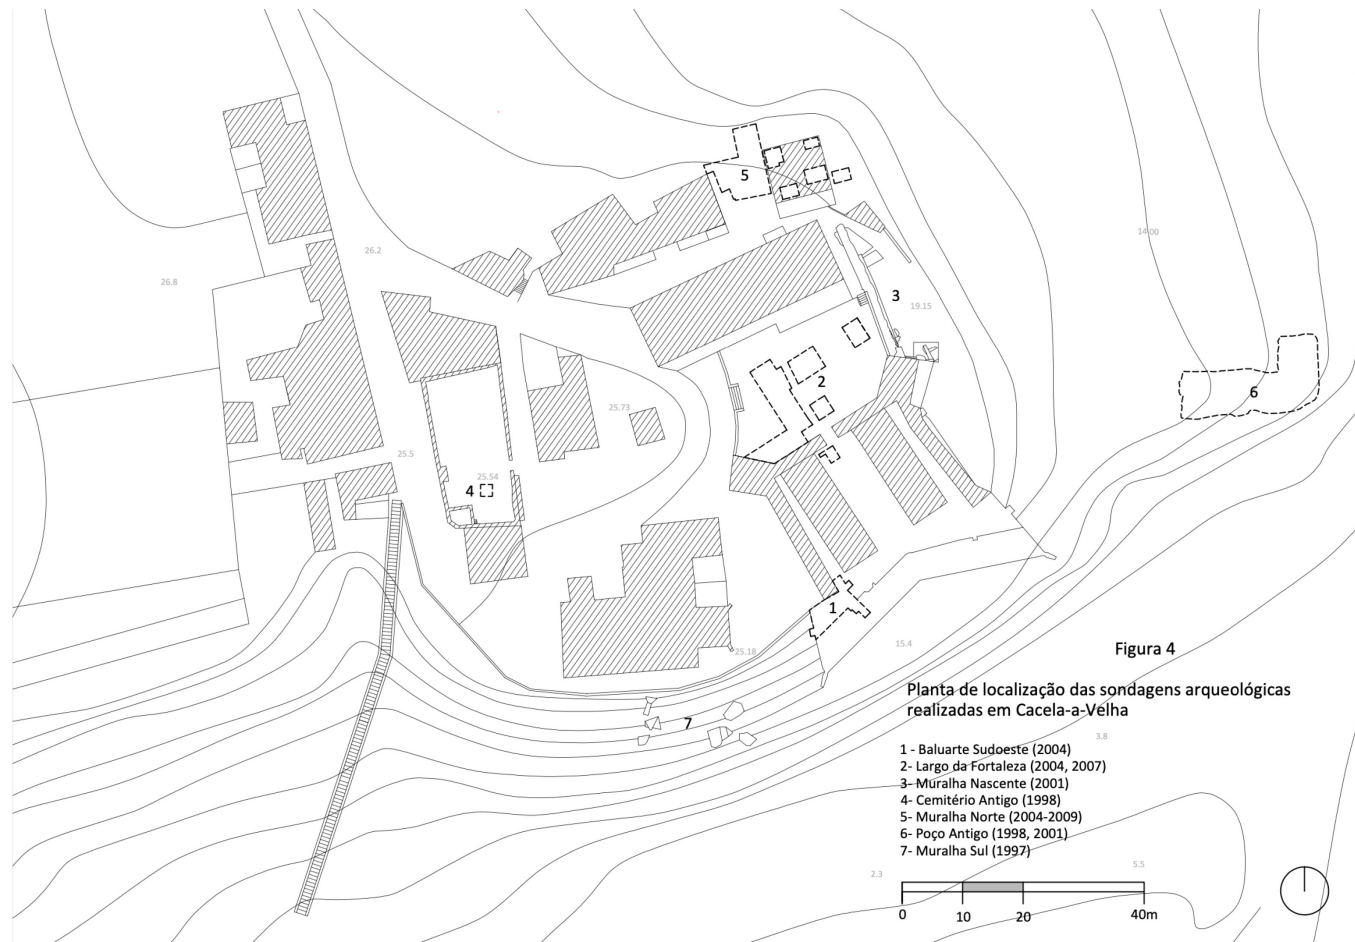 5
26.2
14.00
26.8
3
19.15
2
6
25.73
25.5
25.54
4
1
15.4
25.18
7
Figura 4
Planta de localização das sondagens arqueológicas
realizadas em Cacela-a-Velha
3.8
1 - Baluarte Sudoeste (2004)
2- Largo da Fortaleza (2004, 2007)
3- Muralha Nascente (2001)
4- Cemitério Antigo (1998)
5- Muralha Norte (2004-2009)
6- Poço Antigo (1998, 2001)
7- Muralha Sul (1997)
2.3
5.5
0 10 20 40m